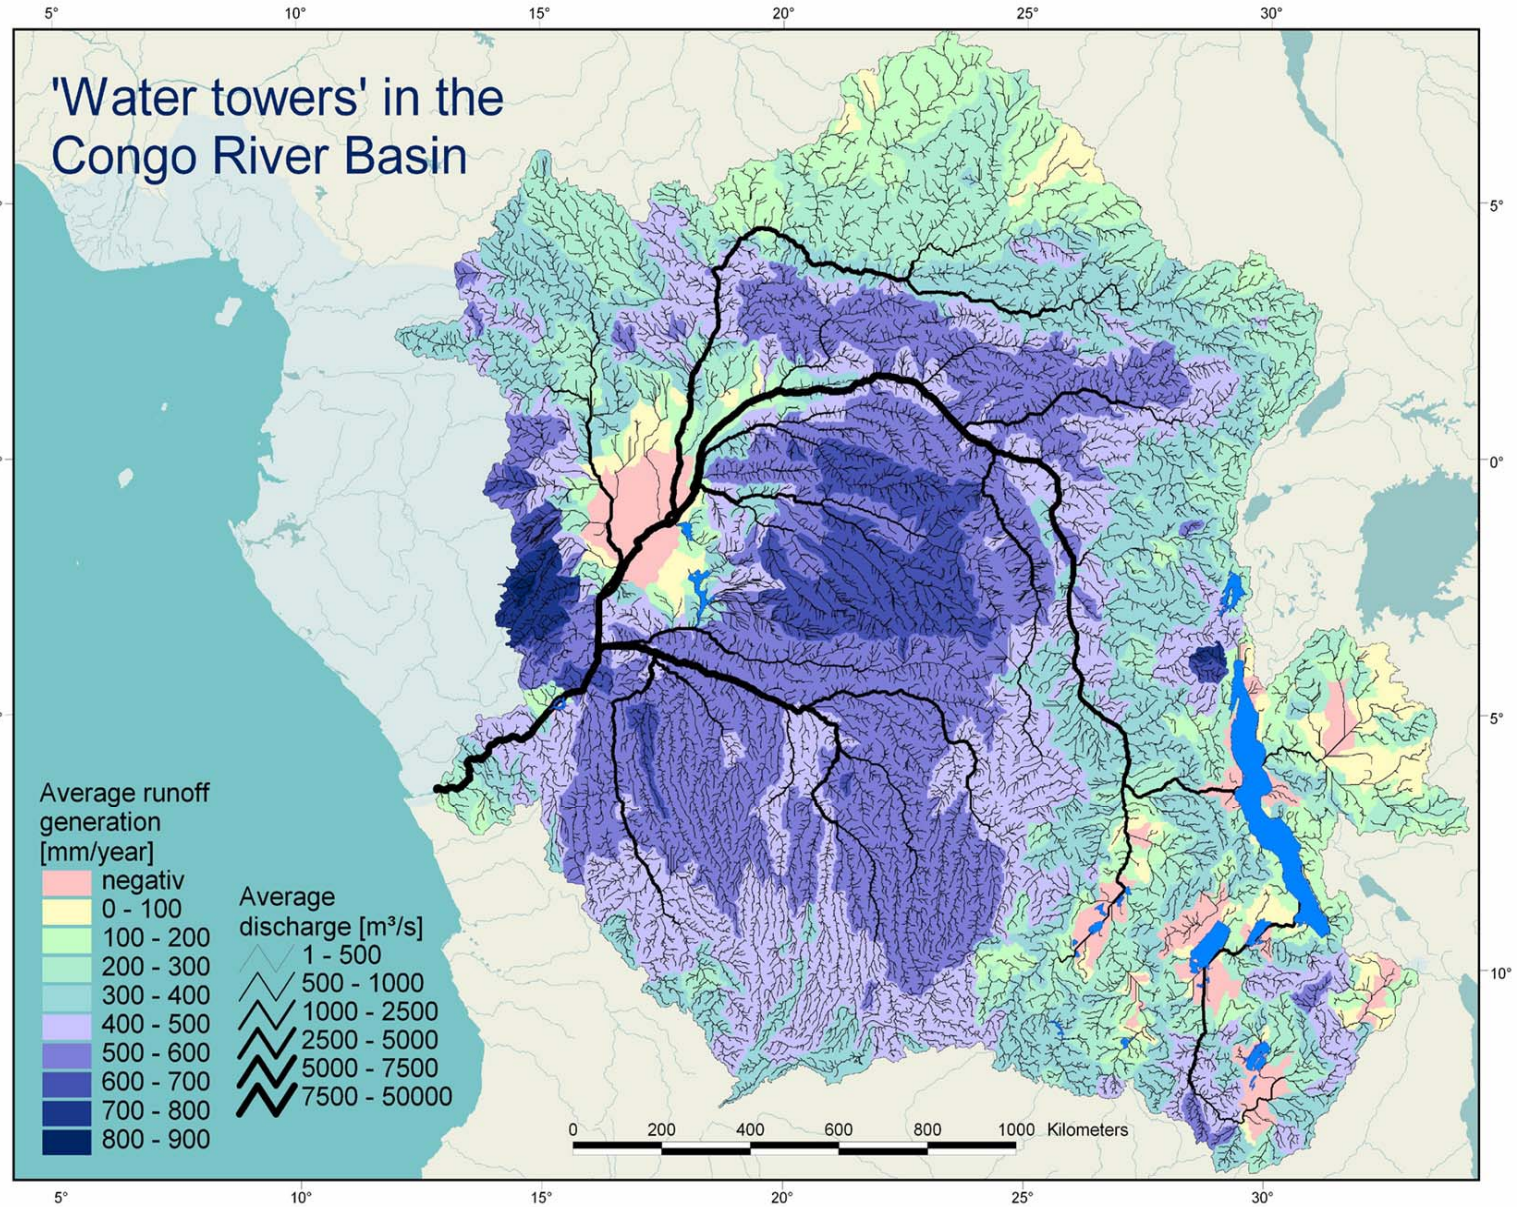 5° 10° 15° 20° 25° 30°
'Water towers' in the
Congo River Basin
5°
0°
5°
10°
Average runoff
generation
[mm/year]
negativ
0 - 100
100 - 200
200 - 300
300 - 400
400 - 500
500 - 600
600 - 700
700 - 800
800 - 900
Average
discharge [m³/s]
1 - 500
500 - 1000
1000 - 2500
2500 - 5000
5000 - 7500
7500 - 50000
0 200 400 600 800 1000 Kilometers
5° 10° 15° 20° 25° 30°